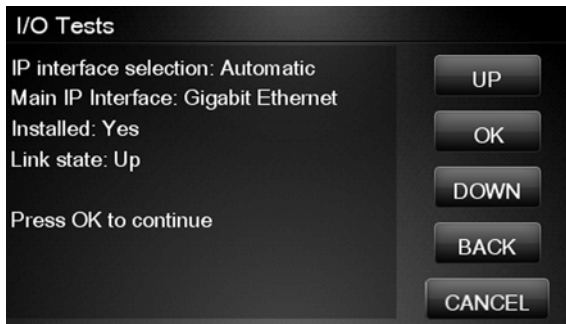 I/O Tests
IP interface selection: Automatic
Main IP Interface: Gigabit Ethernet
Installed: Yes
Link state: Up
Press OK to continue
UP
OK
DOWN
BACK
CANCEL